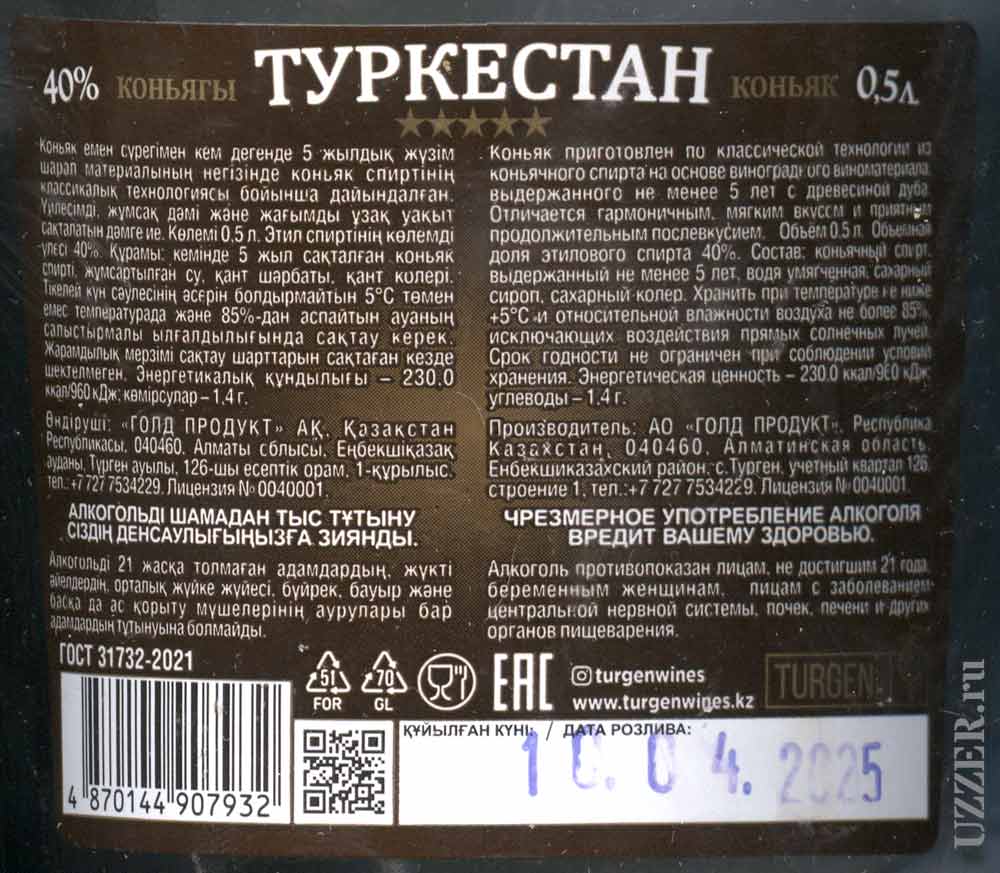 40% КОНЬЯГЫ ТУРКЕСТАН КОНЬЯК 0,5л
Коньяк емен сүрегімен кем дегенде 5 жылдық жүзім
шарап материалының негізінде коньяк спиртінің
классикалық технологиясы бойынша дайындалған.
Үйлесімді, жұмсақ дәмі және жағымды ұзақ уақыт
сақталатын дәмге ие. Көлемі 0.5 л. Этил спиртінің көлемді
үлесі 40%. Құрамы: кемінде 5 жыл сақталған коньяк
спирті, жұмсартылған су, қант шарбаты, қант колері.
Тікелей күн сәулесінің әсғрін болдырмайтын 5°С төмен
емес температурада және 85%-дан аспайтын ауаның
салыстырмалы ылғалдылығында сақтау керек.
Жарамдылық мерзімі сақтау шарттарын сақтаған кезде
шектелмеген. Энергетикалық құндылығы – 230,0
ккал/960 кДж; көмірсулар – 1,4 г.
Өндіруші: «ГОЛД ПРОДУКТ» АҚ, Қазақстан
Республикасы, 040460, Алматы сблысы, Еңбекшіқазақ
ауданы, Түрген ауылы, 126-шы есептік орам, 1-құрылыс.
тел.:+7 727 7534229. Лицензия № 0040001.
АЛКОГОЛЬДІ ШАМАДАН ТЫС ТҰТЫНУ
СІЗДІҢ ДЕНСАУЛЫҒЫҢЫЗҒА ЗИЯНДЫ.
Алкогольді 21 жасқа толмаған адамдардың, жүкті
әйелдердің, орталық жүйке жүйесі, бүйрек, бауыр және
басқа да ас қорыту мүшелерінің аурулары бар
адамдардың тұтынуына болмайды.
Коньяк приготовлен по классической технологии из
коньячного спирта на основе виноградного виноматериала,
выдержанного не менее 5 лет с древесиной дуба.
Отличается гармоничным, мягким вкусом и приятным
продолжительным послевкусием. Объём 0.5 л. Объемная
доля этилового спирта 40%. Состав: коньячный спирт,
выдержанный не менее 5 лет, водя умягченная, сахарный
сироп, сахарный колер. Хранить при температуре не ниже
+5°С и относительной влажности воздуха не более 85%,
исключающих воздействия прямых солнечных лучей.
Срок годности не ограничен при соблюдении условий
хранения. Энергетическая ценность – 230.0 ккал/960 кДж;
углеводы – 1,4 г.
Производитель: АО «ГОЛД ПРОДУКТ», Республика
Казахстан, 040460, Алматинская область,
Енбекшиказахский район, с.Турген, учетный квартал 126,
строение 1, тел.:+7 727 7534229. Лицензия № 0040001.
ЧРЕЗМЕРНОЕ УПОТРЕБЛЕНИЕ АЛКОГОЛЯ
ВРЕДИТ ВАШЕМУ ЗДОРОВЬЮ.
Алкоголь противопоказан лицам, не достигшим 21 года,
беременным женщинам, лицам с заболеванием
центральной нервной системы, почек, печени и других
органов пищеварения.
ГОСТ 31732-2021
51 FOR
70 GL
EAC
turgenwines
www.turgenwines.kz
TURGEN
ҚҰЙЫЛҒАН КҮНІ: / ДАТА РОЗЛИВА:
10.04.2025
4 870144 907932
UZZER.ru